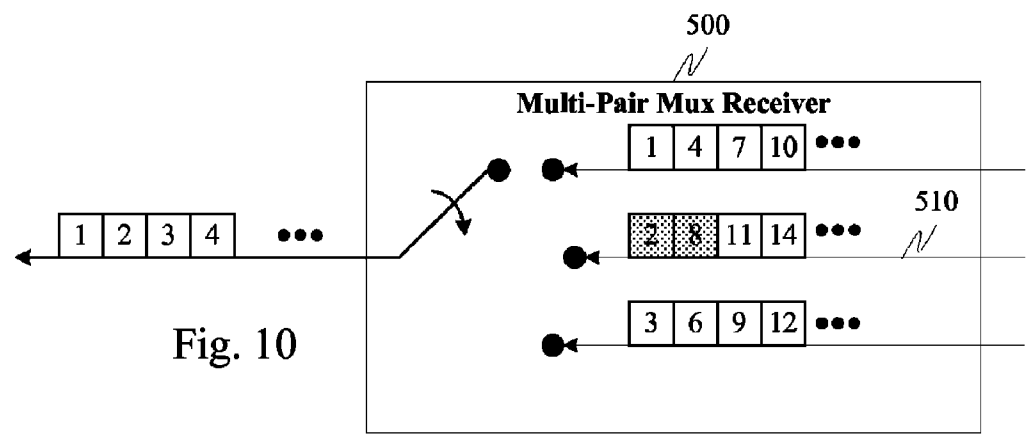 500
Multi-Pair Mux Receiver
1 4 7 10 •••
510
2 8 11 14 •••
1 2 3 4 •••
3 6 9 12 •••
Fig. 10